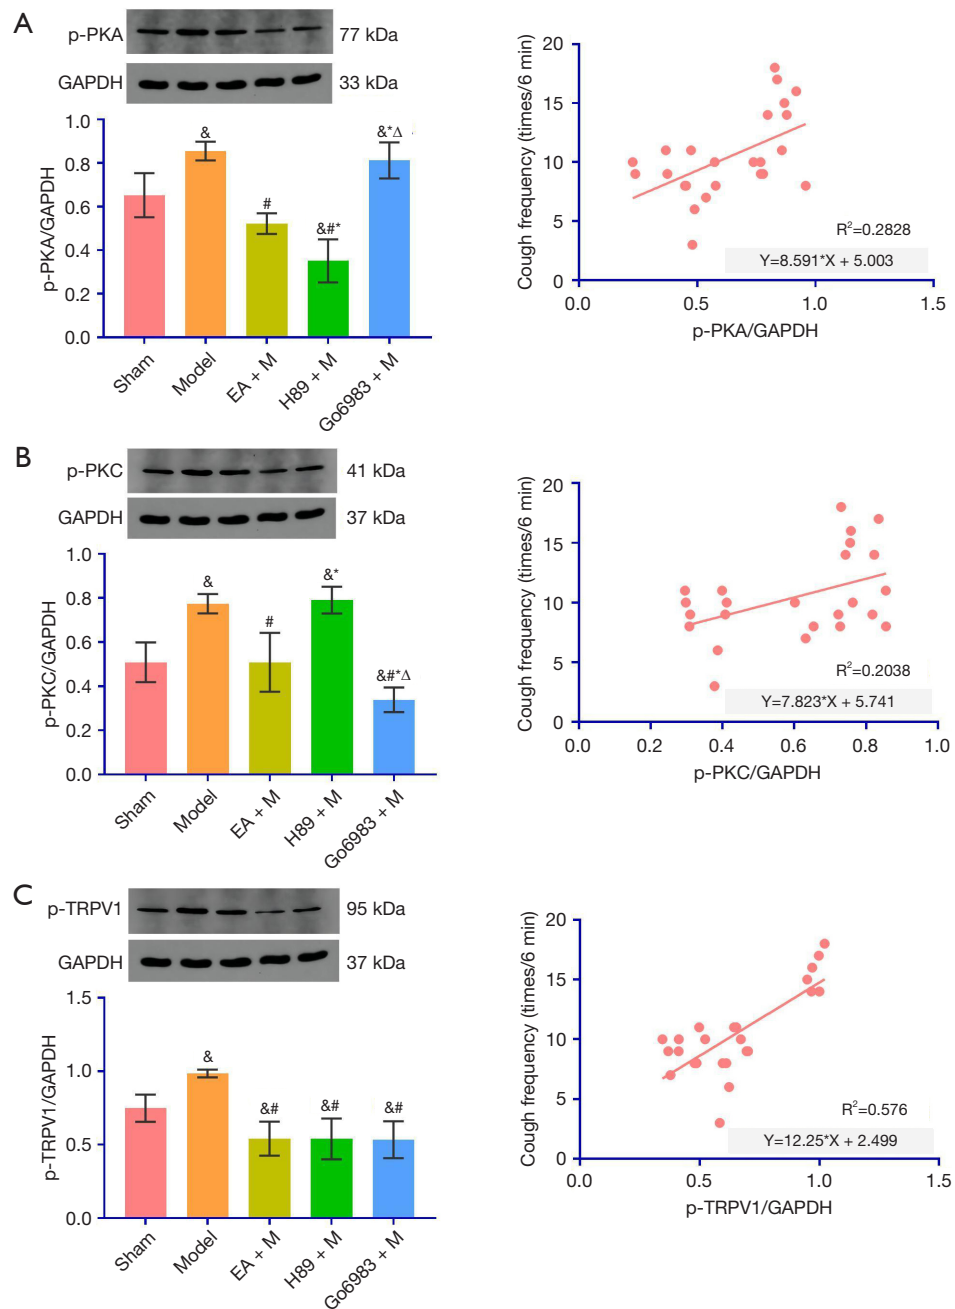 A
p-PKA
77 kDa
GAPDH
33 kDa
1.0
0.8
0.6
0.4
0.2
0.0
p-PKA/GAPDH
&
#
&#*
&*Δ
Sham
Model
EA + M
H89 + M
Go6983 + M
20
15
10
5
0
Cough frequency (times/6 min)
R²=0.2828
Y=8.591*X + 5.003
0.0
0.5
1.0
1.5
p-PKA/GAPDH
B
p-PKC
41 kDa
GAPDH
37 kDa
1.0
0.8
0.6
0.4
0.2
0.0
p-PKC/GAPDH
&
#
&*
&#*Δ
Sham
Model
EA + M
H89 + M
Go6983 + M
20
15
10
5
0
Cough frequency (times/6 min)
R²=0.2038
Y=7.823*X + 5.741
0.0
0.2
0.4
0.6
0.8
1.0
p-PKC/GAPDH
C
p-TRPV1
95 kDa
GAPDH
37 kDa
1.5
1.0
0.5
0.0
p-TRPV1/GAPDH
&
&#
&#
&#
Sham
Model
EA + M
H89 + M
Go6983 + M
20
15
10
5
0
Cough frequency (times/6 min)
R²=0.576
Y=12.25*X + 2.499
0.0
0.5
1.0
1.5
p-TRPV1/GAPDH